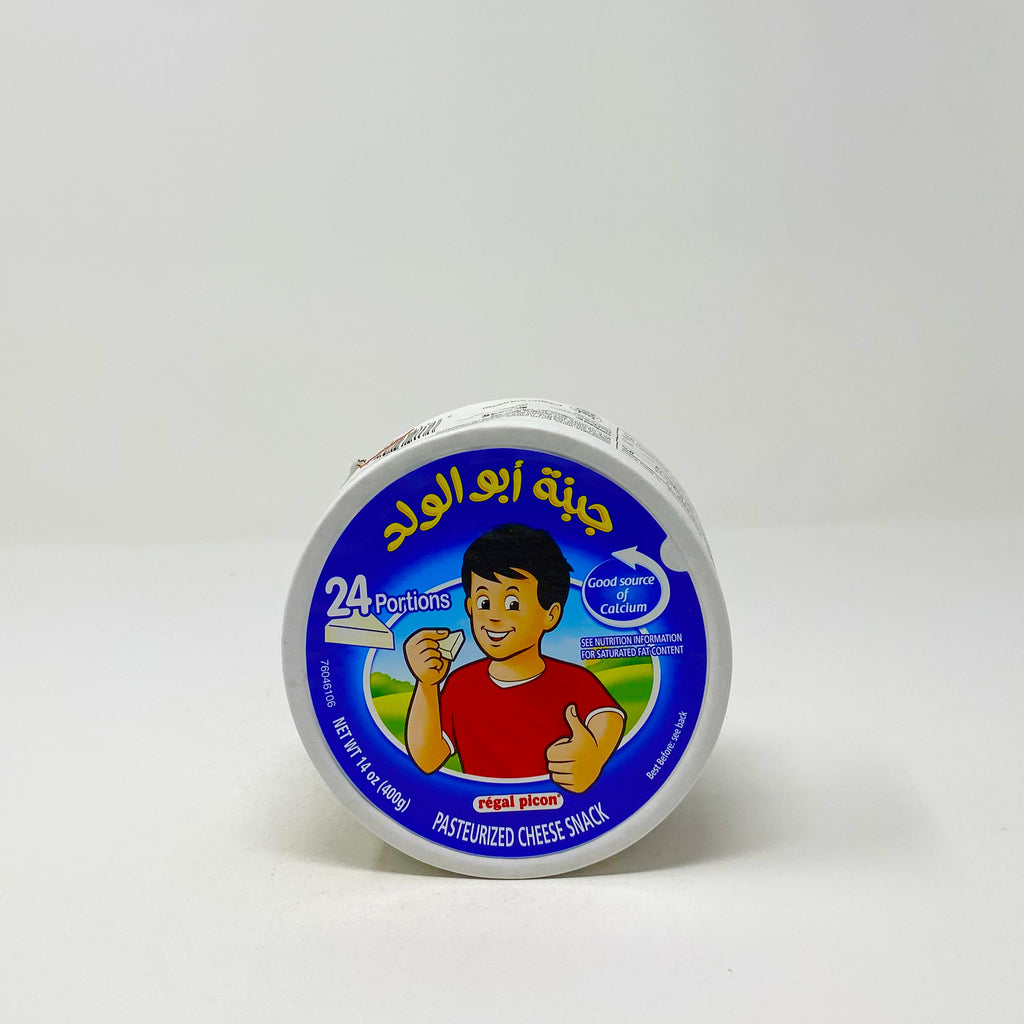 جبنة أبو الولد
24 Portions
Good source
of
Calcium
SEE NUTRITION INFORMATION
FOR SATURATED FAT CONTENT
76046106
NET WT 14 oz (400g)
Best Before: see back
régal picon®
PASTEURIZED CHEESE SNACK